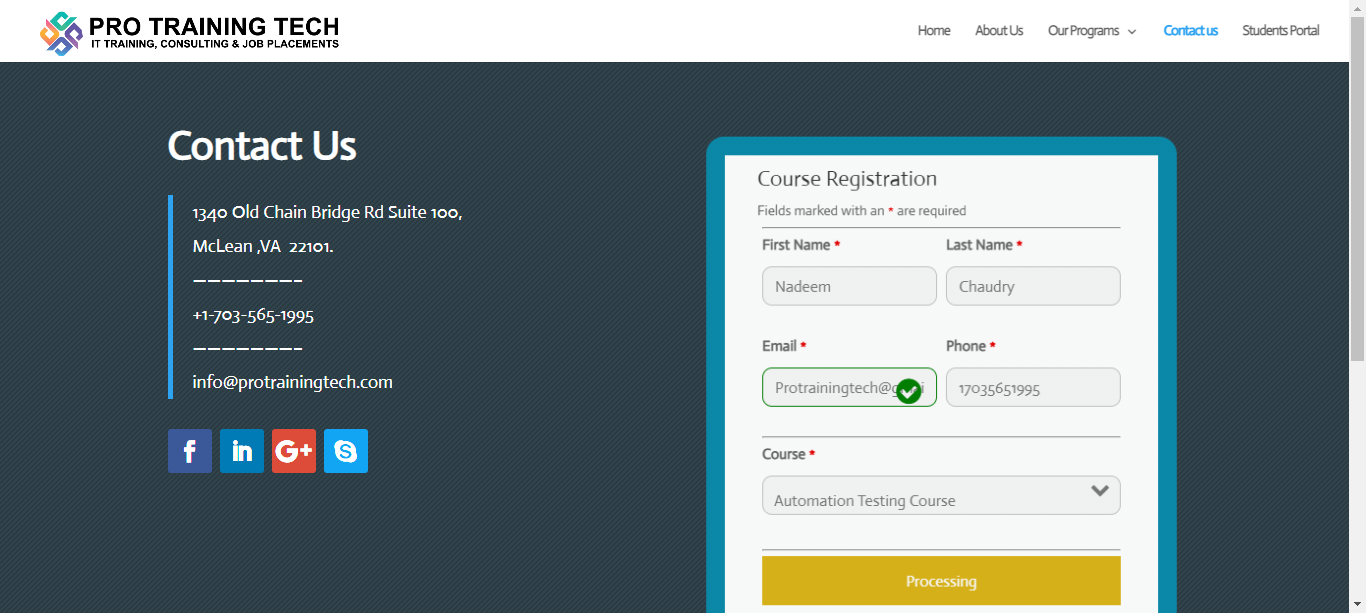 PRO TRAINING TECH
IT TRAINING, CONSULTING & JOB PLACEMENTS
Home About Us Our Programs Contact us Students Portal
Contact Us
1340 Old Chain Bridge Rd Suite 100,
McLean ,VA 22101.
————————–
+1-703-565-1995
————————–
info@protrainingtech.com
f in G+ S
Course Registration
Fields marked with an * are required
First Name * Last Name *
Nadeem Chaudry
Email * Phone *
Protrainingtech@g 17035651995
Course *
Automation Testing Course
Processing